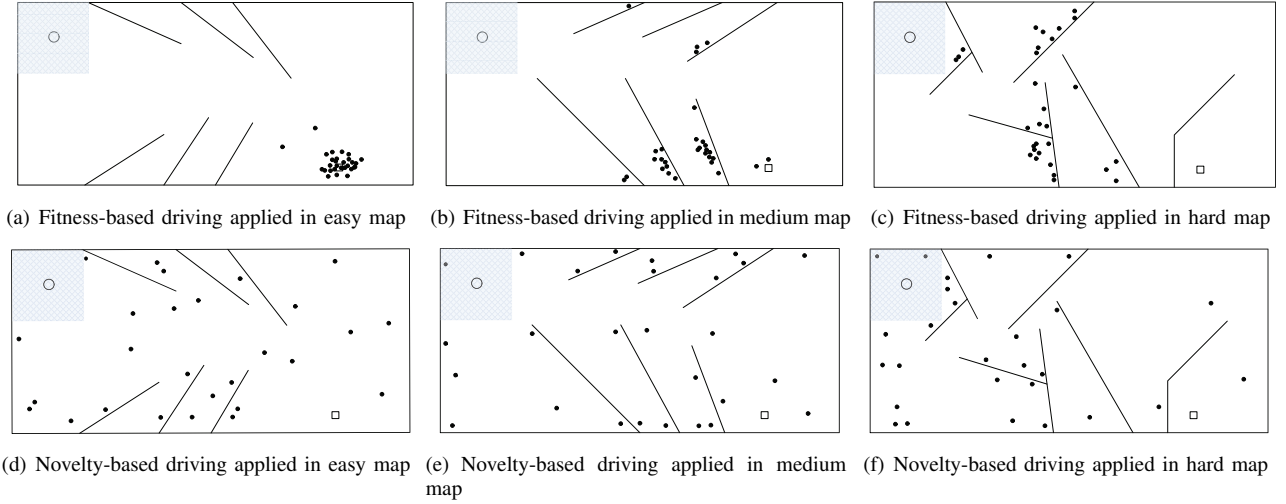 (a) Fitness-based driving applied in easy map
(b) Fitness-based driving applied in medium map
(c) Fitness-based driving applied in hard map
(d) Novelty-based driving applied in easy map
(e) Novelty-based driving applied in medium
map
(f) Novelty-based driving applied in hard map